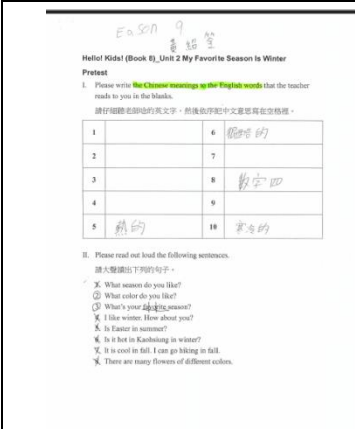 Eason 9
黃
Hello! Kids! (Book 8)_Unit 2 My Favorite Season Is Winter
Pretest
I. Please write the Chinese meanings to the English words that the teacher
reads to you in the blanks.
請仔細聽老師唸的英文字，然後依序把中文意思寫在空格裡。
1 6 的
2 7
3 8 數字四
4 9
5 熱的 10 寒冷的
II. Please read out loud the following sentences.
請大聲讀出下列的句子。
What season do you like?
② What color do you like?
③ What's your favorite season?
I like winter. How about you?
Is Easter in summer?
Is it hot in Kaohsiung in winter?
It is cool in fall. I can go hiking in fall.
There are many flowers of different colors.